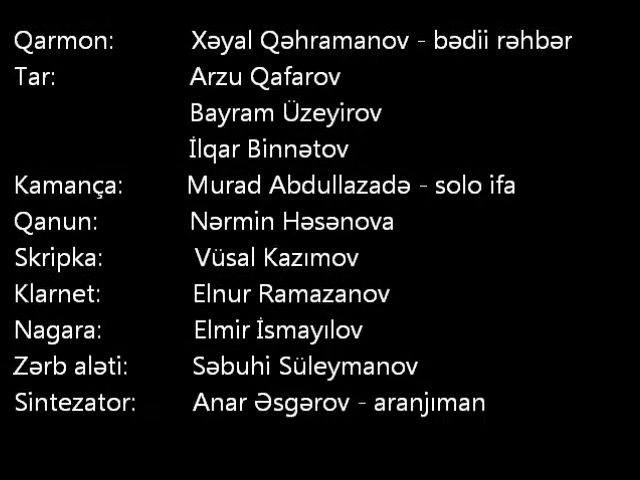 Qarmon: Xəyal Qəhramanov - bədii rəhbər
Tar: Arzu Qafarov
Bayram Üzeyirov
İlqar Binnətov
Kamança: Murad Abdullazadə - solo ifa
Qanun: Nərmin Həsənova
Skripka: Vüsal Kazımov
Klarnet: Elnur Ramazanov
Nagara: Elmir İsmayılov
Zərb aləti: Səbuhi Süleymanov
Sintezator: Anar Əsgərov - aranjıman